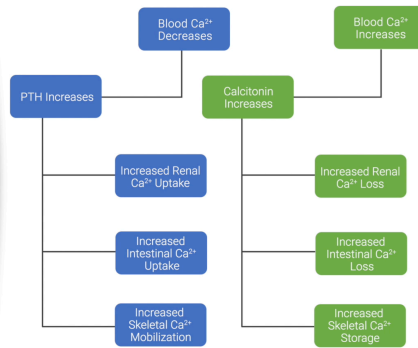 Blood Ca²⁺
Decreases
Blood Ca²⁺
Increases
PTH Increases
Calcitonin
Increases
Increased Renal
Ca²⁺ Uptake
Increased Renal
Ca²⁺ Loss
Increased
Intestinal Ca²⁺
Uptake
Increased
Intestinal Ca²⁺
Loss
Increased
Skeletal Ca²⁺
Mobilization
Increased
Skeletal Ca²⁺
Storage